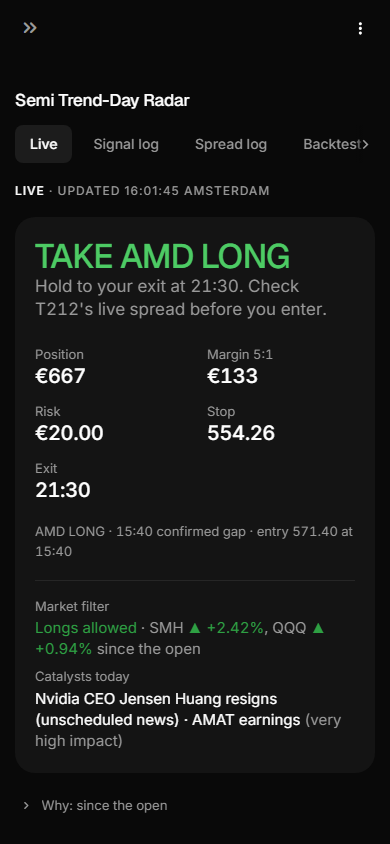 Semi Trend-Day Radar
Live Signal log Spread log Backtest
LIVE · UPDATED 16:01:45 AMSTERDAM
TAKE AMD LONG
Hold to your exit at 21:30. Check
T212's live spread before you enter.
Position Margin 5:1
€667 €133
Risk Stop
€20.00 554.26
Exit
21:30
AMD LONG · 15:40 confirmed gap · entry 571.40 at
15:40
Market filter
Longs allowed · SMH ▲ +2.42%, QQQ ▲
+0.94% since the open
Catalysts today
Nvidia CEO Jensen Huang resigns
(unscheduled news) · AMAT earnings (very
high impact)
Why: since the open